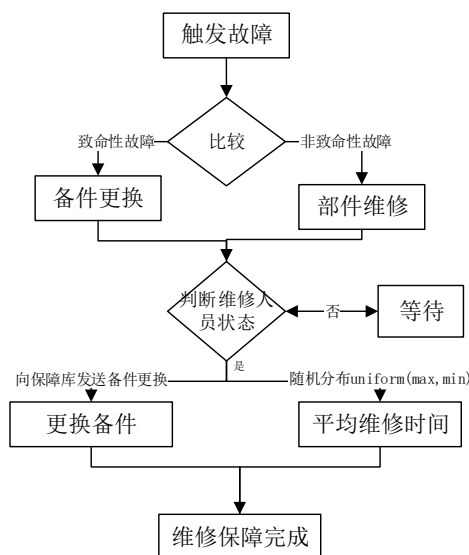 触发故障
比较
致命性故障
非致命性故障
备件更换
部件维修
判断维修人
员状态
否
等待
是
向保障库发送备件更换
随机分布uniform(max,min)
更换备件
平均维修时间
维修保障完成